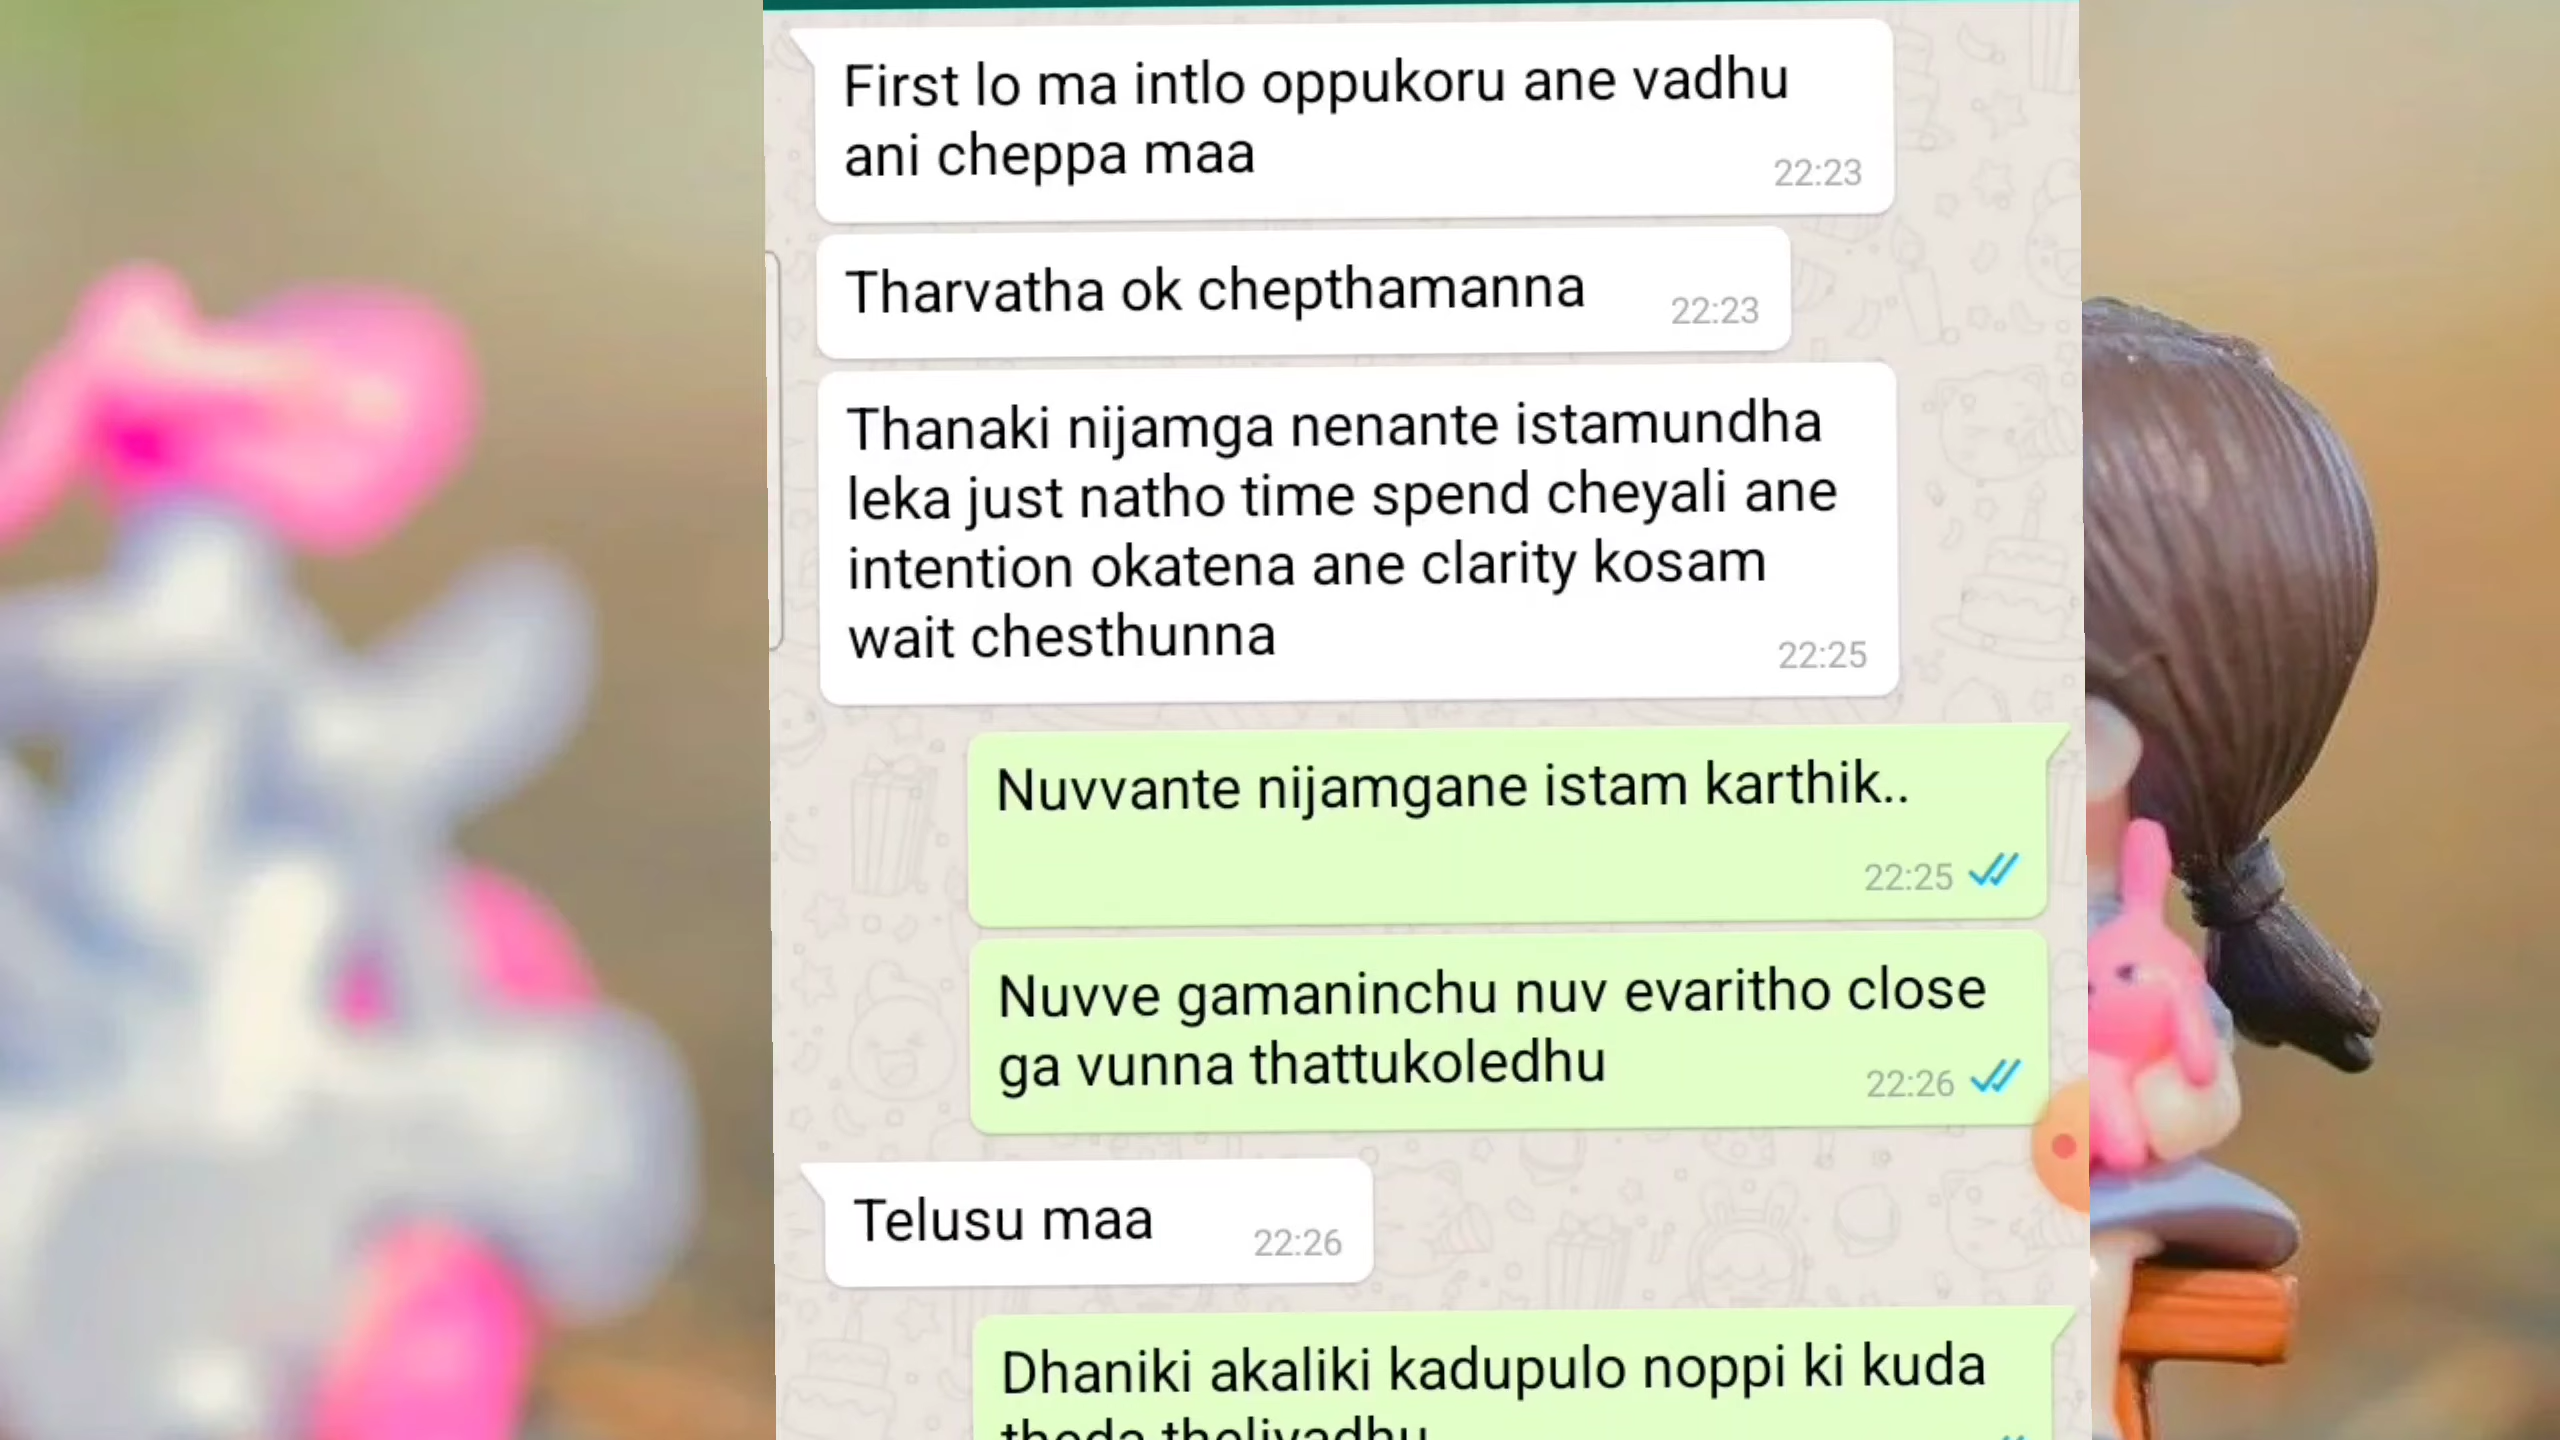 First lo ma intlo oppukoru ane vadhu
ani cheppa maa
22:23
Tharvatha ok chepthamanna
22:23
Thanaki nijamga nenante istamundha
leka just natho time spend cheyali ane
intention okatena ane clarity kosam
wait chesthunna
22:25
Nuvvante nijamgane istam karthik..
22:25
Nuvve gamaninchu nuv evaritho close
ga vunna thattukoledhu
22:26
Telusu maa
22:26
Dhaniki akaliki kadupulo noppi ki kuda